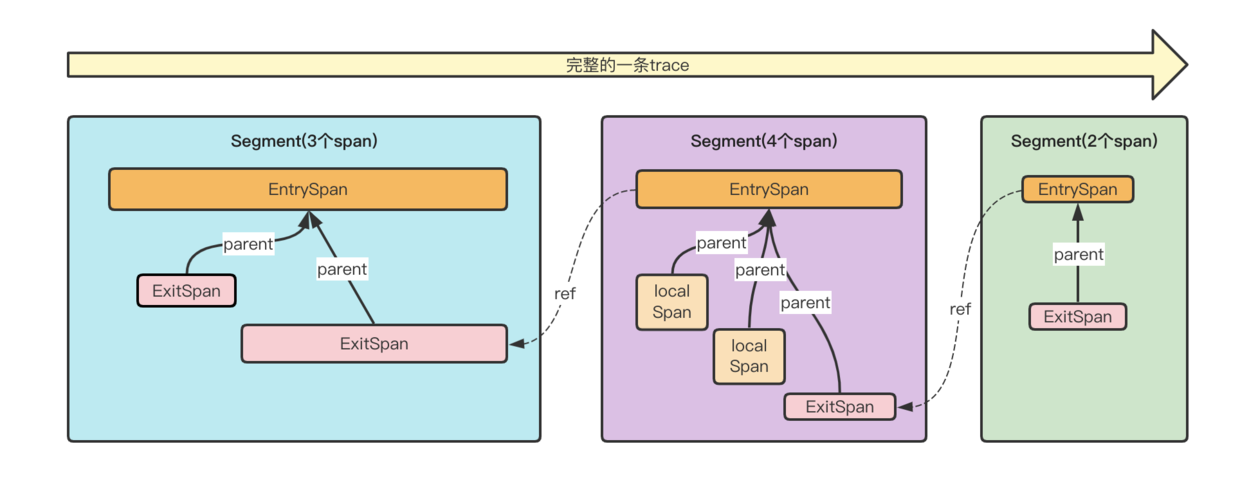 完整的一条trace
Segment(3个span)
EntrySpan
parent
parent
ExitSpan
ExitSpan
ref
Segment(4个span)
EntrySpan
parent
parent
parent
local
Span
local
Span
ExitSpan
ref
Segment(2个span)
EntrySpan
parent
ExitSpan